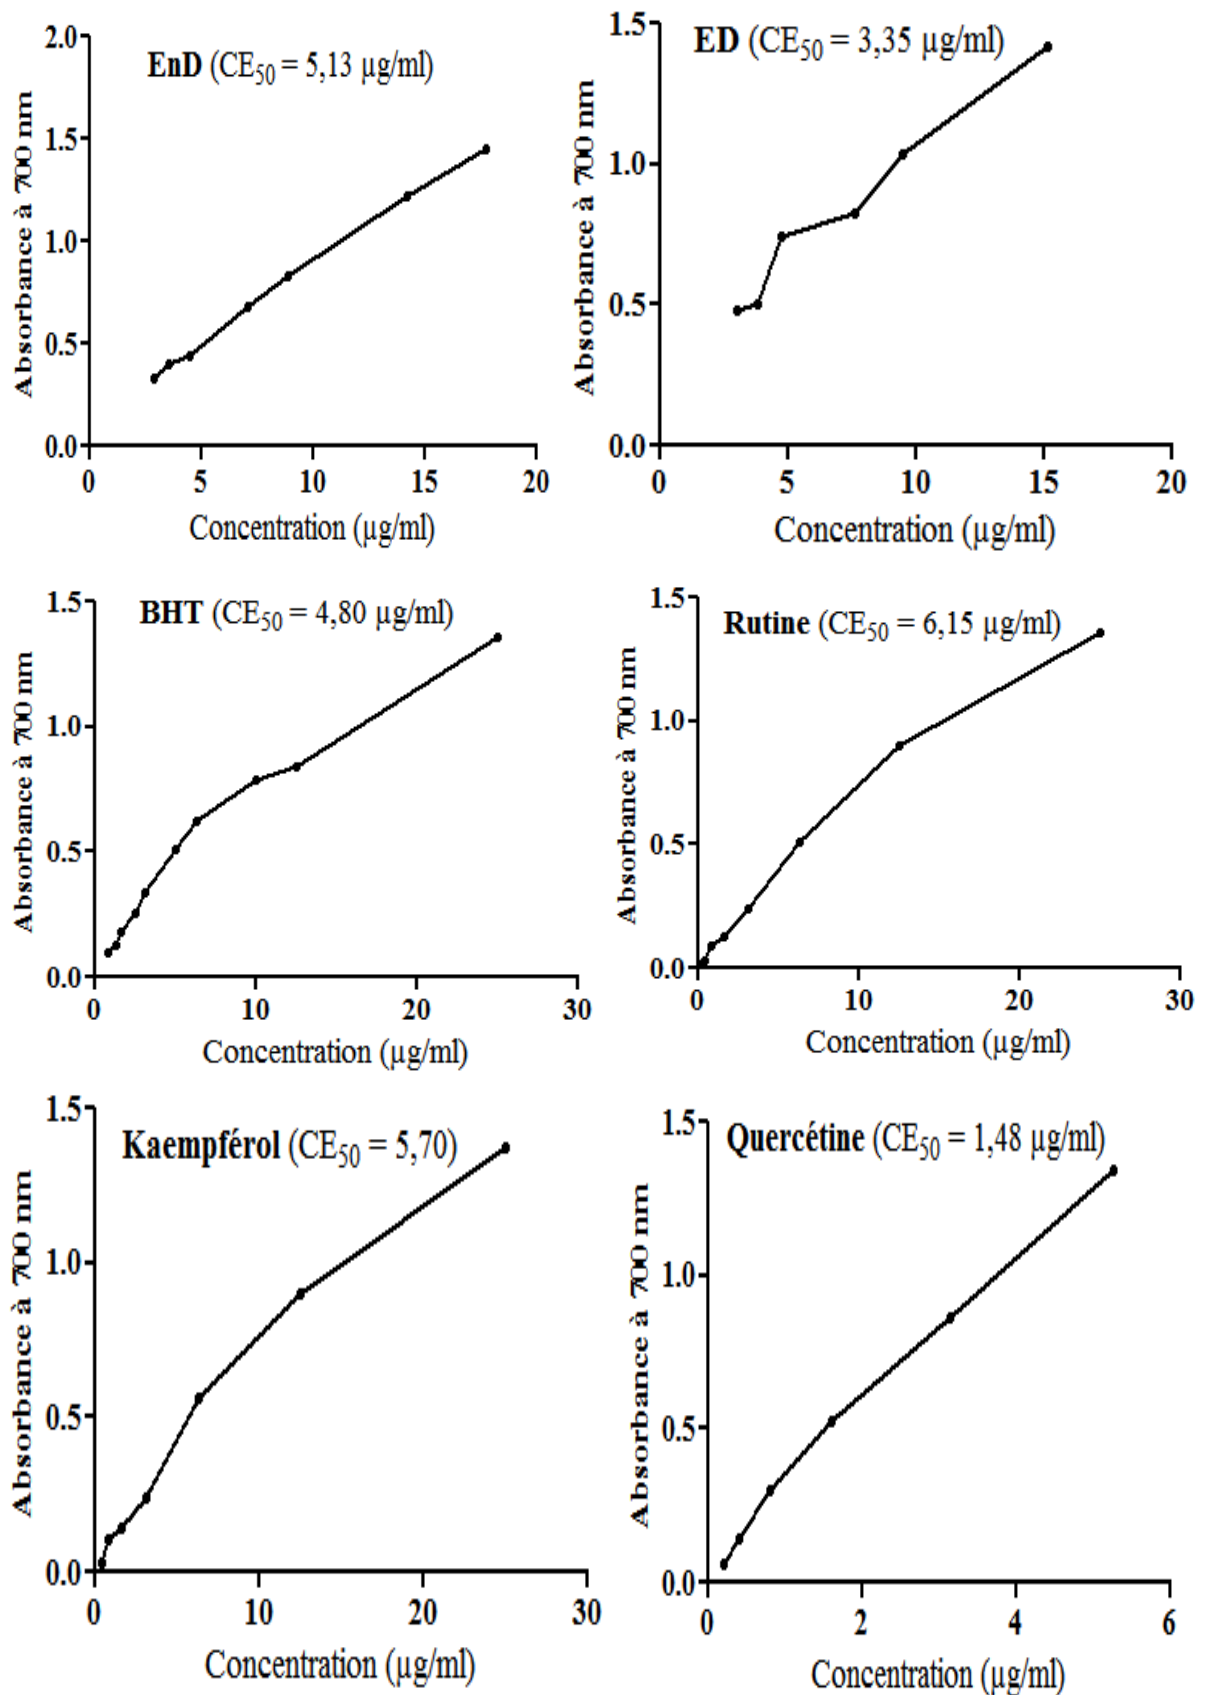 EnD (CE50 = 5,13 µg/ml)
2.0
1.5
1.0
0.5
0.0
Absorbance à 700 nm
0 5 10 15 20
Concentration (µg/ml)
ED (CE50 = 3,35 µg/ml)
1.5
1.0
0.5
0.0
Absorbance à 700 nm
0 5 10 15 20
Concentration (µg/ml)
BHT (CE50 = 4,80 µg/ml)
1.5
1.0
0.5
0.0
Absorbance à 700 nm
0 10 20 30
Concentration (µg/ml)
Rutine (CE50 = 6,15 µg/ml)
1.5
1.0
0.5
0.0
Absorbance à 700 nm
0 10 20 30
Concentration (µg/ml)
Kaempférol (CE50 = 5,70)
1.5
1.0
0.5
0.0
Absorbance à 700 nm
0 10 20 30
Concentration (µg/ml)
Quercétine (CE50 = 1,48 µg/ml)
1.5
1.0
0.5
0.0
Absorbance à 700 nm
0 2 4 6
Concentration (µg/ml)